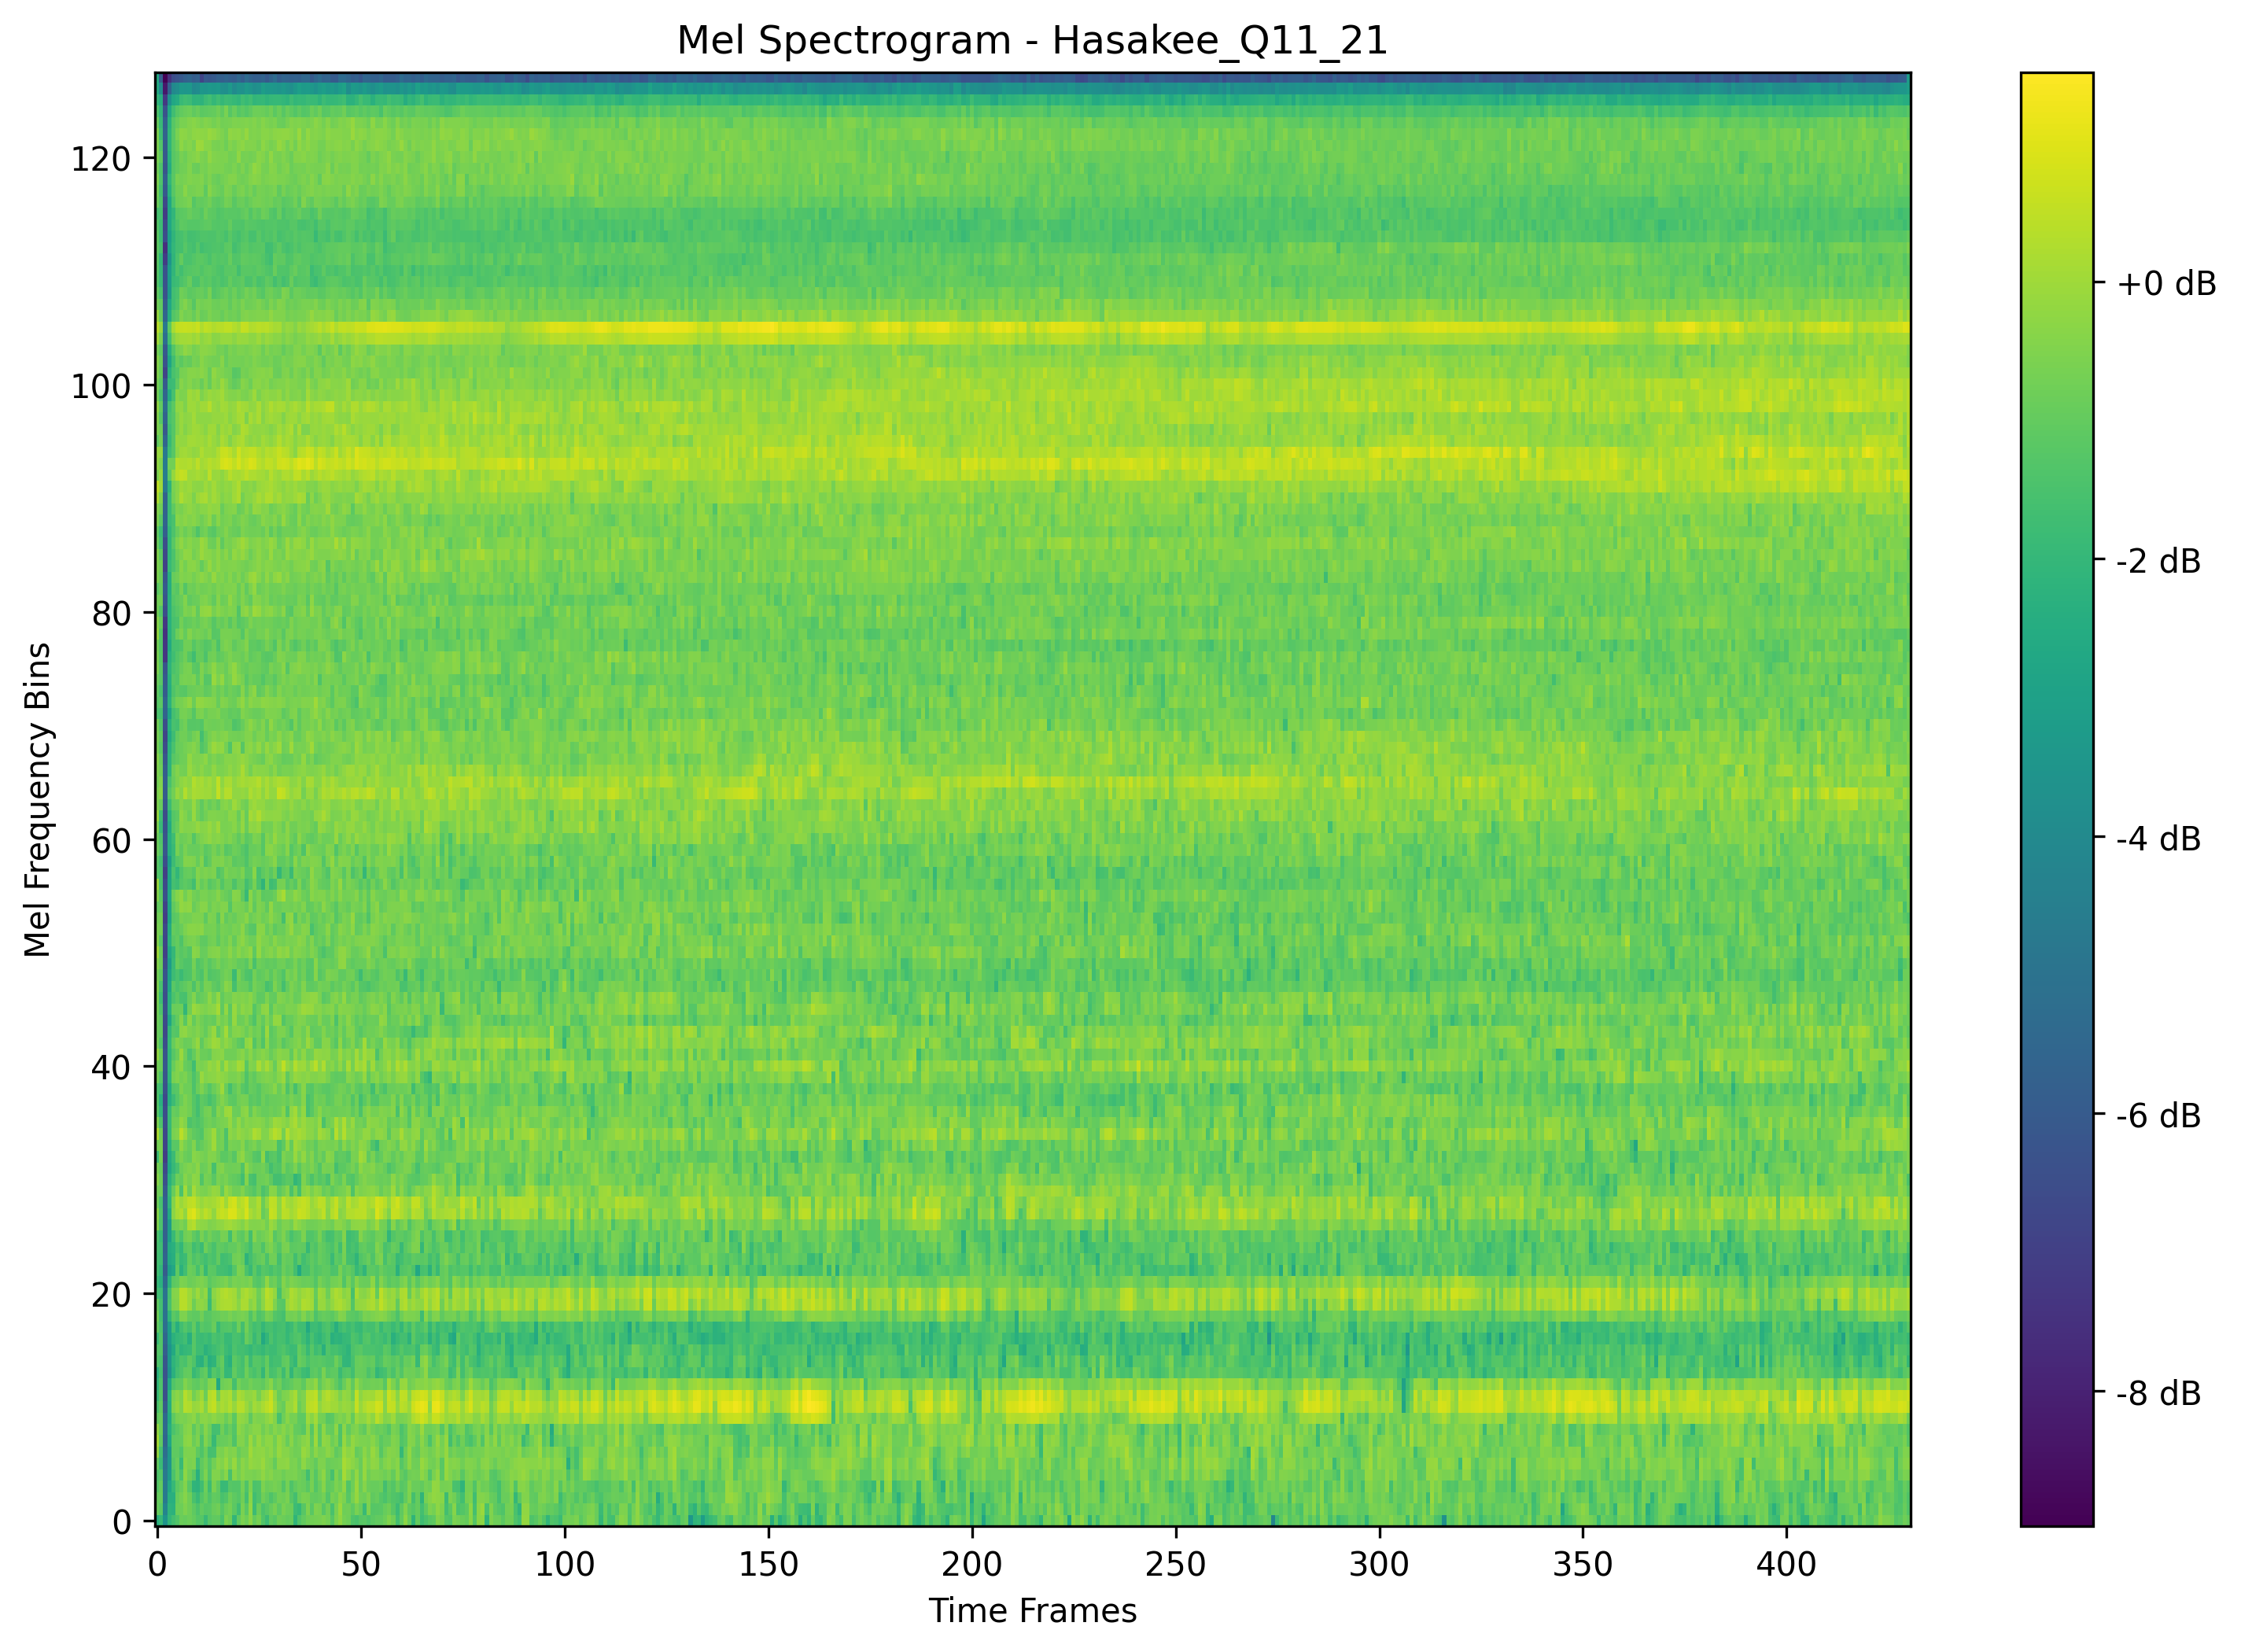 Mel Spectrogram - Hasakee_Q11_21
Mel Frequency Bins
120
100
80
60
40
20
0
0 50 100 150 200 250 300 350 400
Time Frames
+0 dB
-2 dB
-4 dB
-6 dB
-8 dB